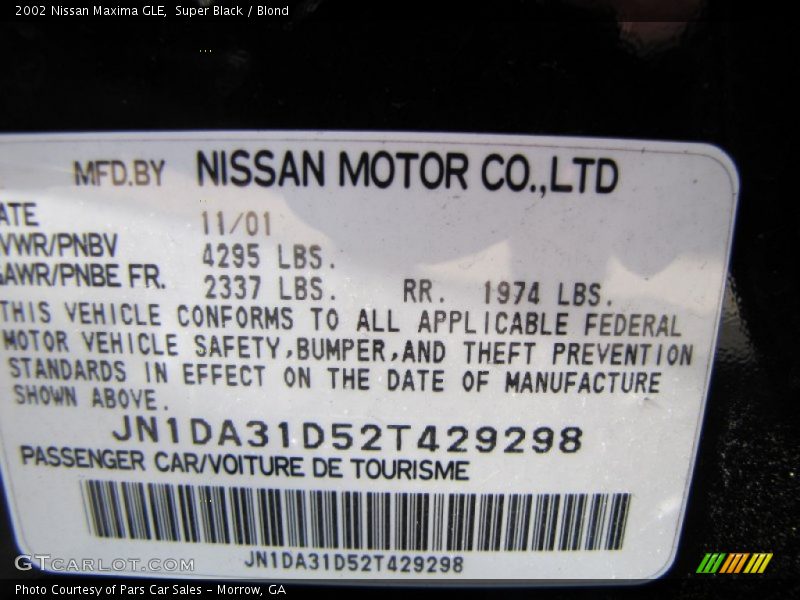 2002 Nissan Maxima GLE, Super Black / Blond
MFD.BY NISSAN MOTOR CO.,LTD
ATE 11/01
VWR/PNBV 4295 LBS.
AWR/PNBE FR. 2337 LBS. RR. 1974 LBS.
THIS VEHICLE CONFORMS TO ALL APPLICABLE FEDERAL
MOTOR VEHICLE SAFETY,BUMPER,AND THEFT PREVENTION
STANDARDS IN EFFECT ON THE DATE OF MANUFACTURE
SHOWN ABOVE.
JN1DA31D52T429298
PASSENGER CAR/VOITURE DE TOURISME
JN1DA31D52T429298
GTCARLOT.COM
Photo Courtesy of Pars Car Sales - Morrow, GA